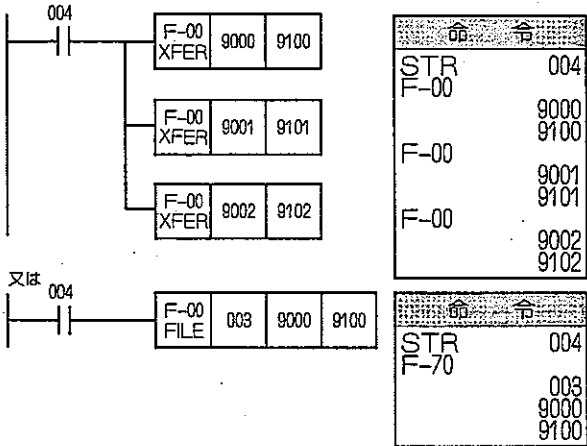 004
F-00
XFER 9000 9100
F-00
XFER 9001 9101
F-00
XFER 9002 9102
命 令
STR 004
F-00
9000
9100
F-00
9001
9101
F-00
9002
9102
又は
004
F-00
FILE 003 9000 9100
命 令
STR 004
F-70
003
9000
9100